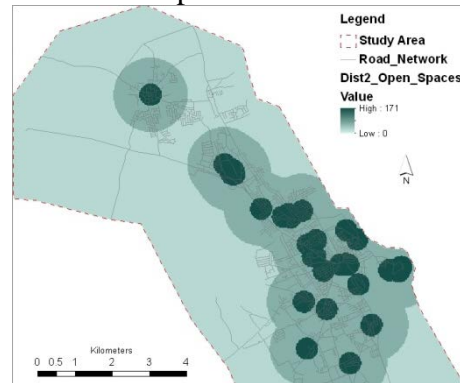 Legend
Study Area
Road_Network
Dist2_Open_Spaces
Value
High : 171
Low : 0
N
Kilometers
0 0.5 1 2 3 4